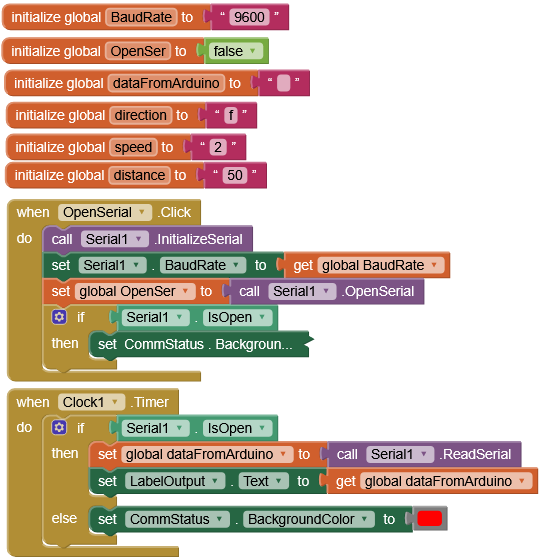 initialize global BaudRate to “ 9600 ”
initialize global OpenSer to false
initialize global dataFromArduino to “ ”
initialize global direction to “ f ”
initialize global speed to “ 2 ”
initialize global distance to “ 50 ”
when OpenSerial .Click
do call Serial1 .InitializeSerial
set Serial1 . BaudRate to get global BaudRate
set global OpenSer to call Serial1 .OpenSerial
if Serial1 . IsOpen
then set CommStatus . Backgroun...
when Clock1 .Timer
do if Serial1 . IsOpen
then set global dataFromArduino to call Serial1 .ReadSerial
set LabelOutput . Text to get global dataFromArduino
else set CommStatus . BackgroundColor to